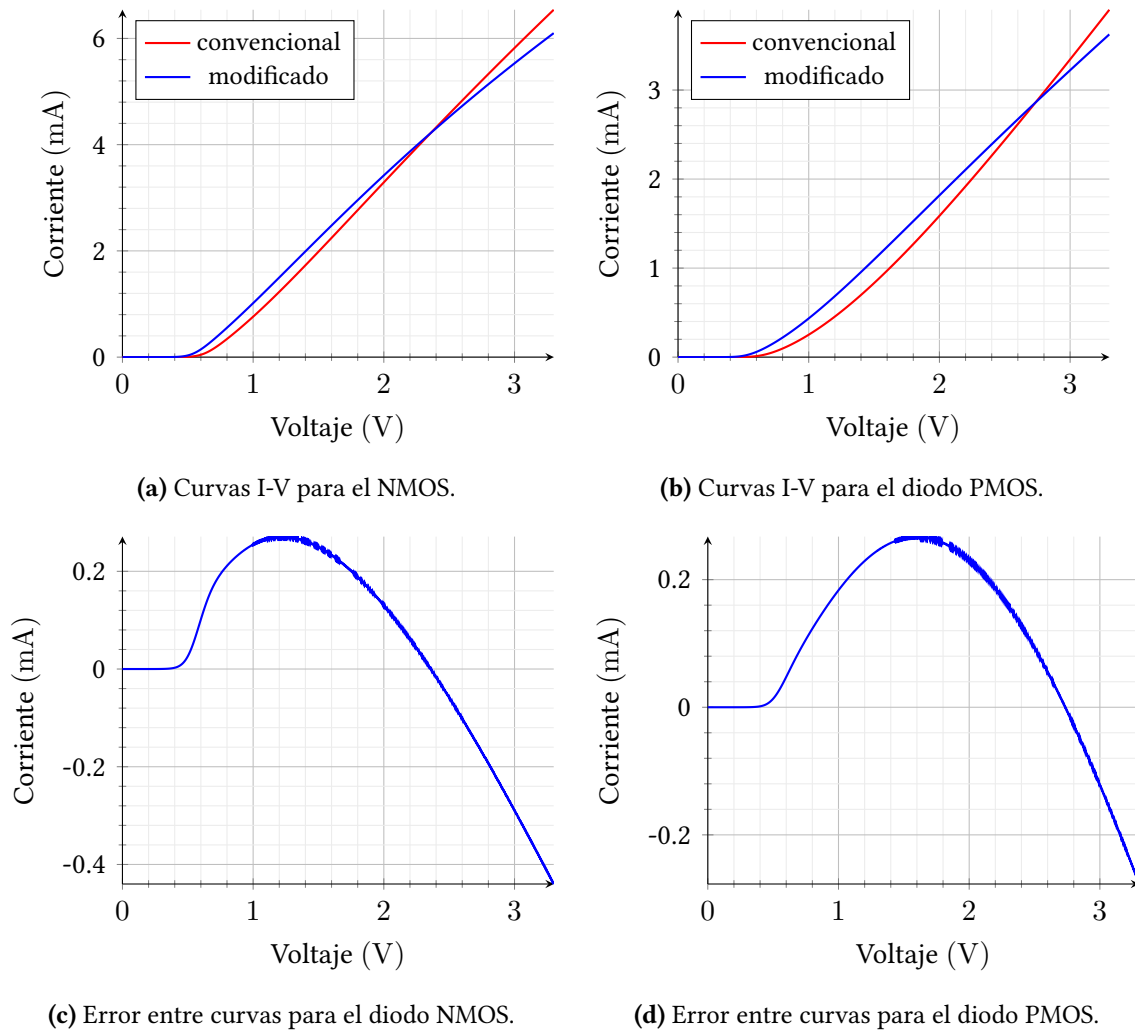 convencional
modificado
6
4
2
0
0
1
2
3
Corriente (mA)
Voltaje (V)
(a) Curvas I-V para el NMOS.
convencional
modificado
3
2
1
0
0
1
2
3
Corriente (mA)
Voltaje (V)
(b) Curvas I-V para el diodo PMOS.
0.2
0
-0.2
-0.4
0
1
2
3
Corriente (mA)
Voltaje (V)
(c) Error entre curvas para el diodo NMOS.
0.2
0
-0.2
0
1
2
3
Corriente (mA)
Voltaje (V)
(d) Error entre curvas para el diodo PMOS.